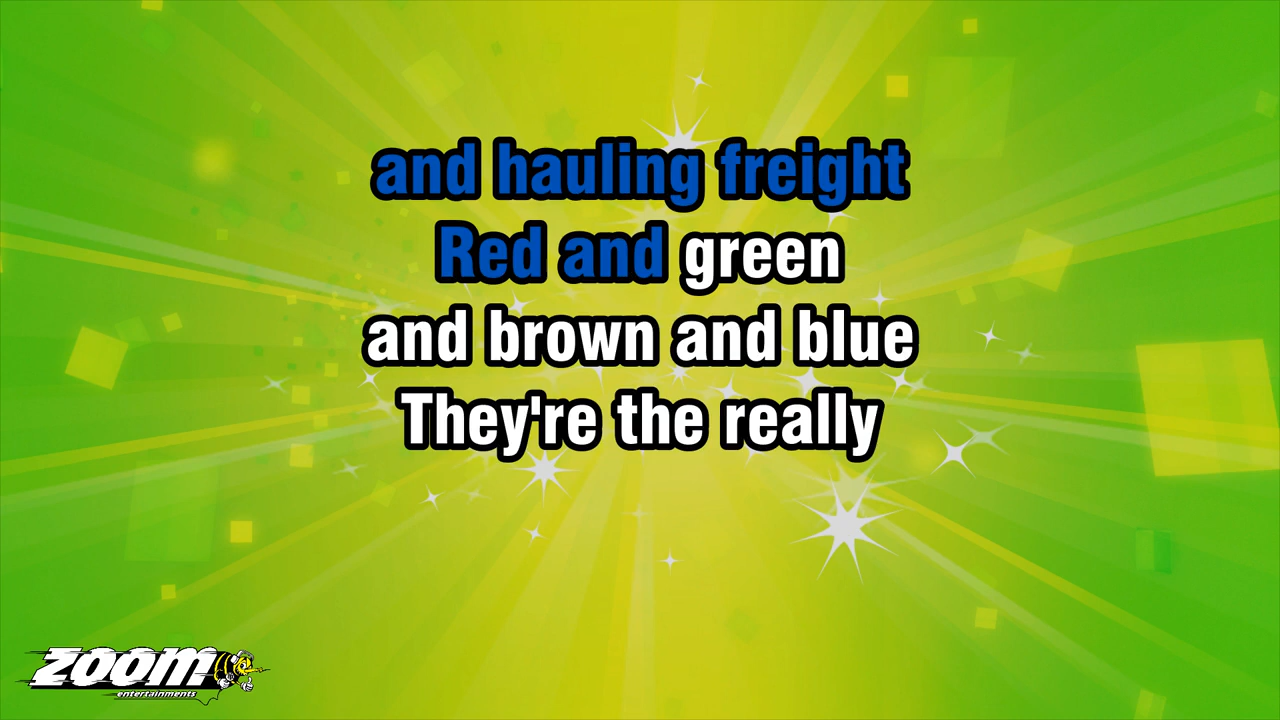 and hauling freight
Red and green
and brown and blue
They're the really
zoom
entertainments